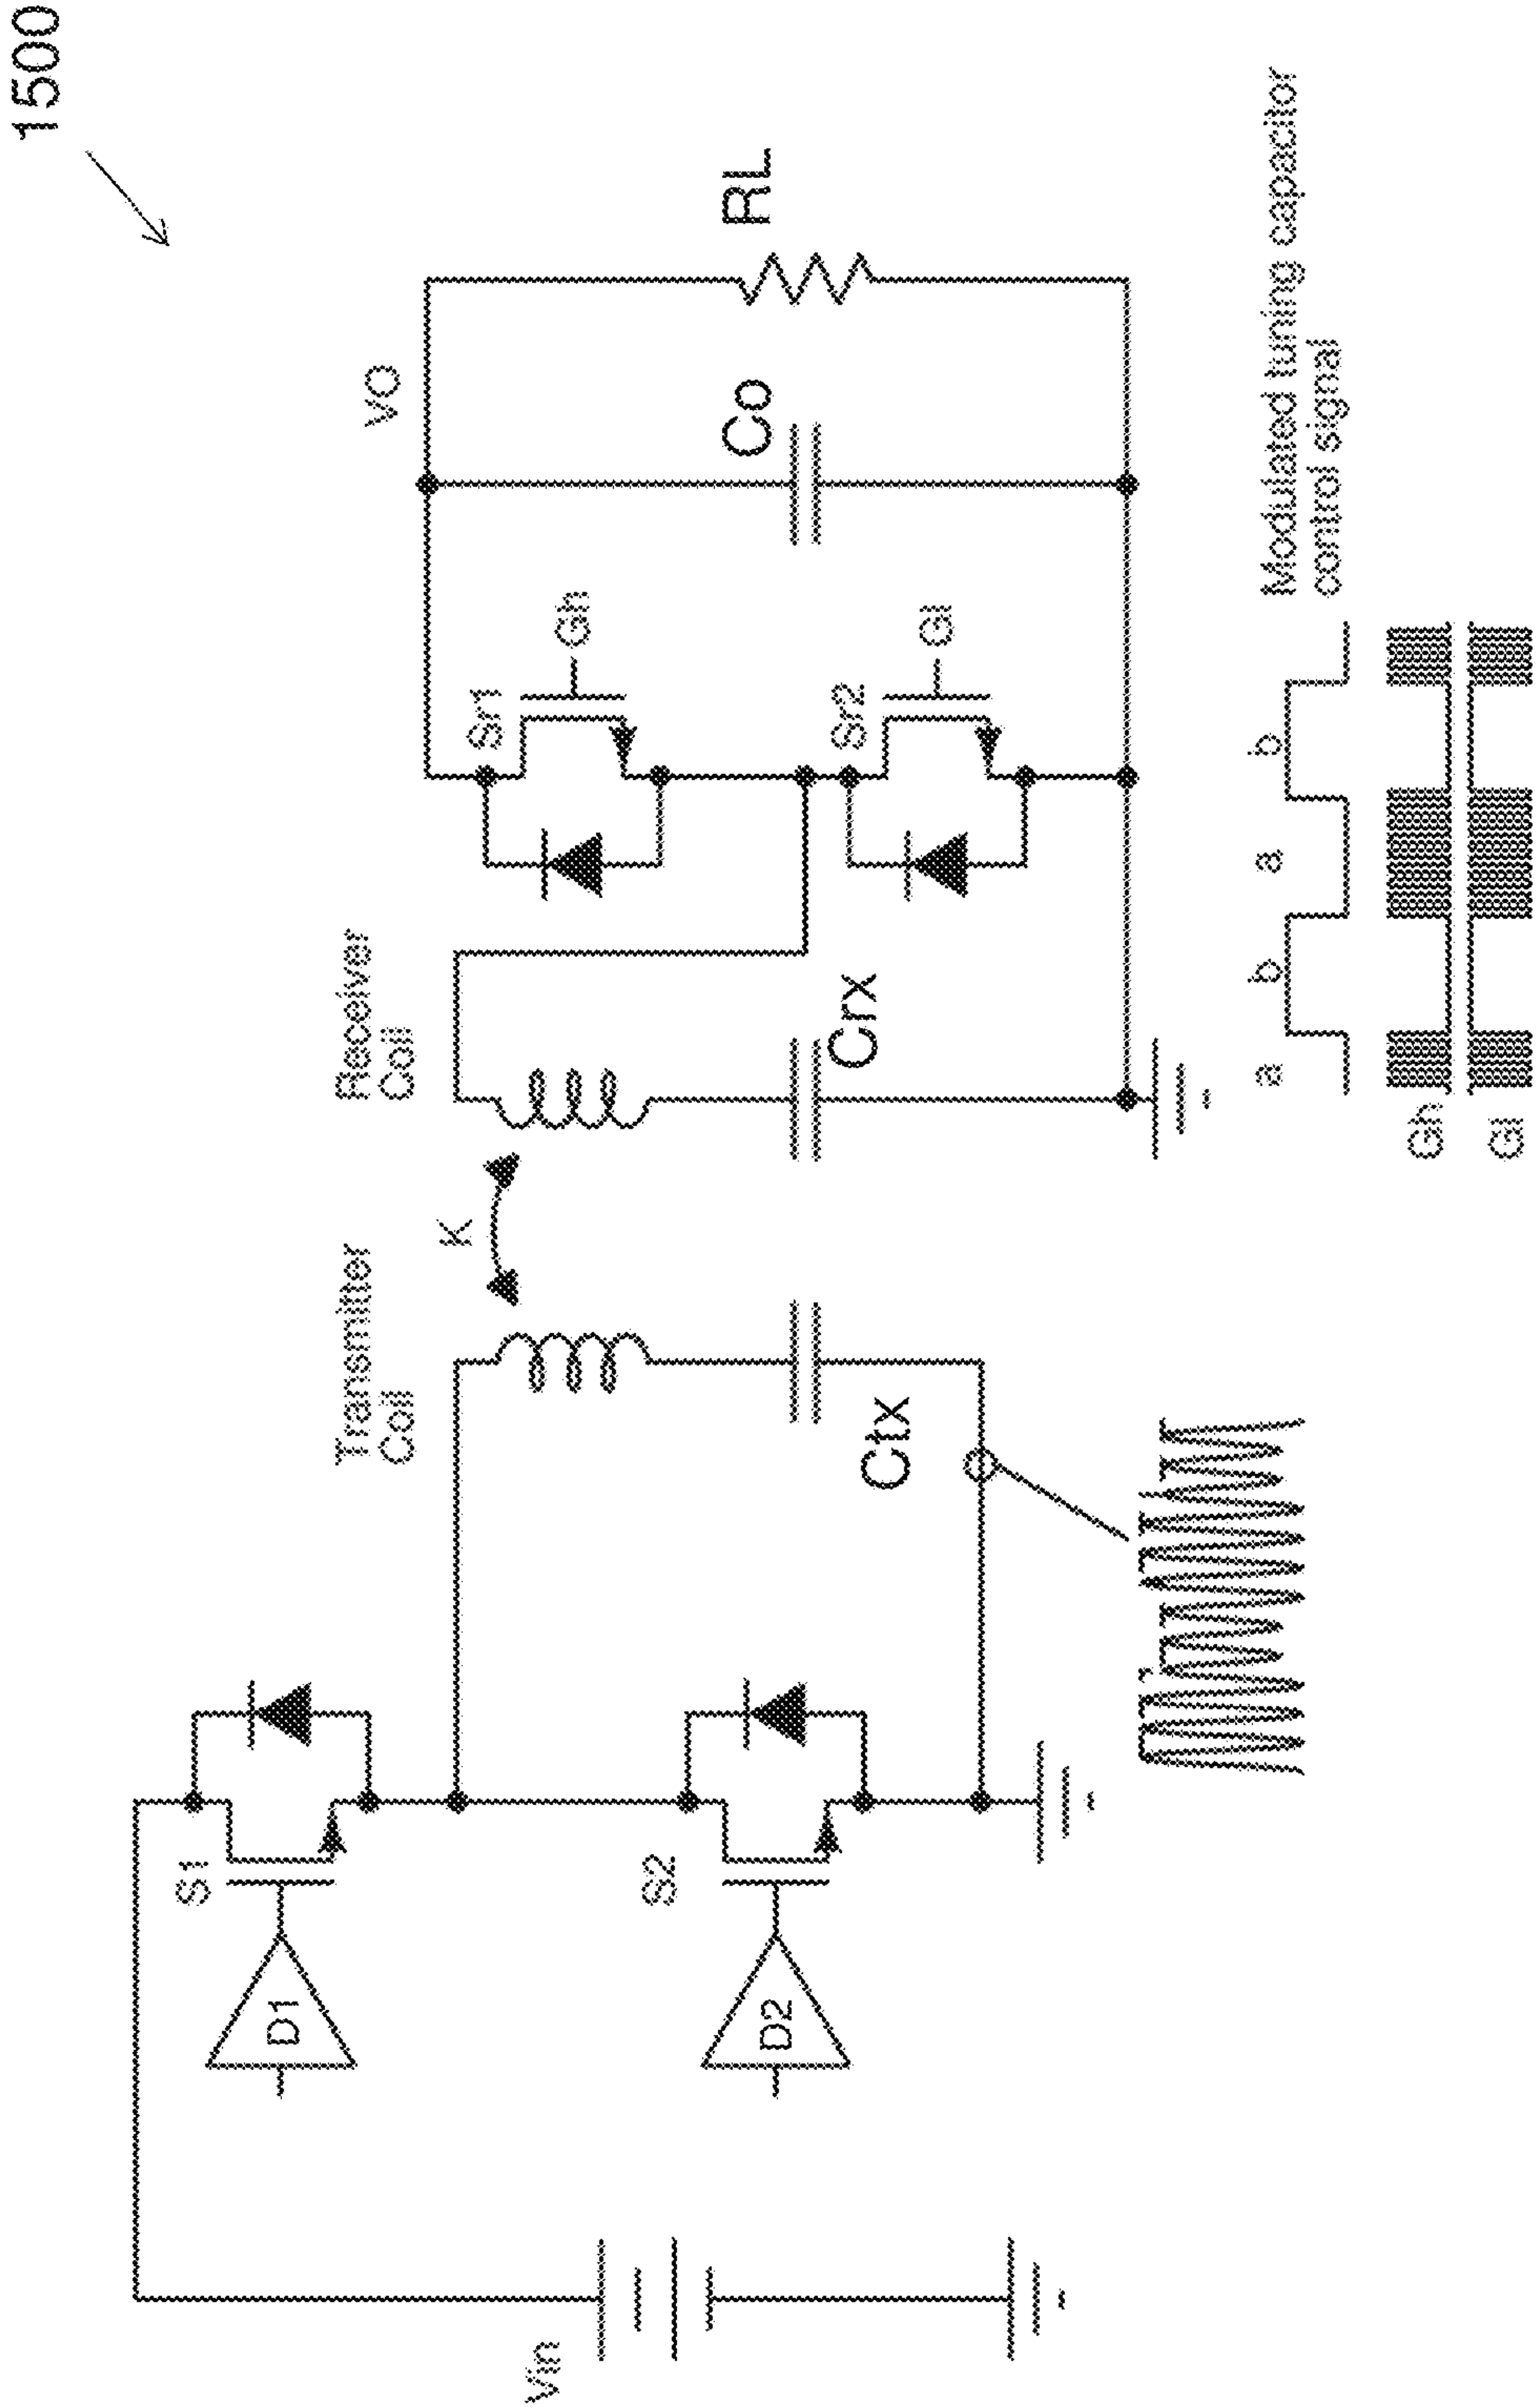 1500
Vin
D1
S1
D2
S2
Transmitter
Coil
K
Receiver
Coil
Ctx
Crx
Sr1
Gh
Sr2
Gl
VO
Co
RL
a
b
a
b
Modulated tuning capacitor
control signal
Gh
Gl